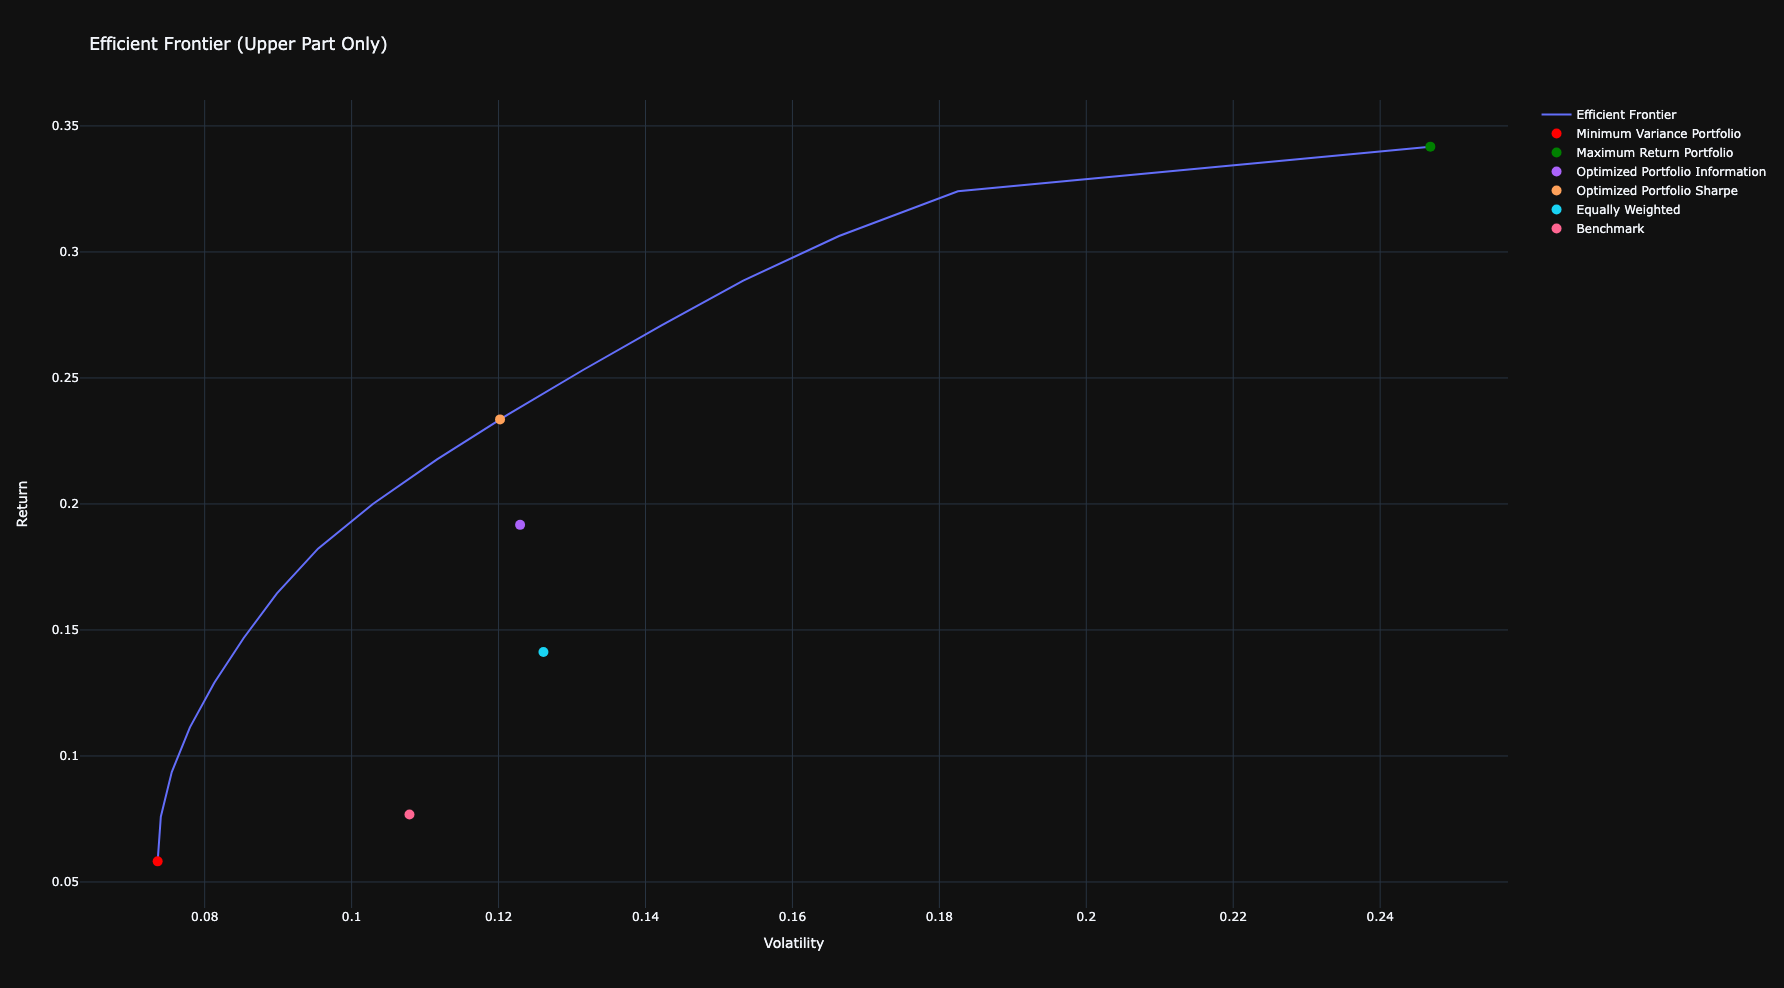 Efficient Frontier (Upper Part Only)
Efficient Frontier
Minimum Variance Portfolio
Maximum Return Portfolio
Optimized Portfolio Information
Optimized Portfolio Sharpe
Equally Weighted
Benchmark
0.35
0.3
0.25
0.2
0.15
0.1
0.05
Return
0.08 0.1 0.12 0.14 0.16 0.18 0.2 0.22 0.24
Volatility